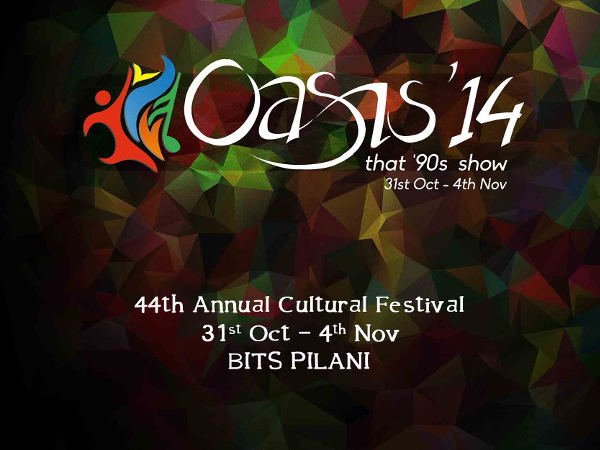 Oasis '14
that '90s show
31st Oct - 4th Nov
44th Annual Cultural Festival
31st Oct – 4th Nov
BITS PILANI